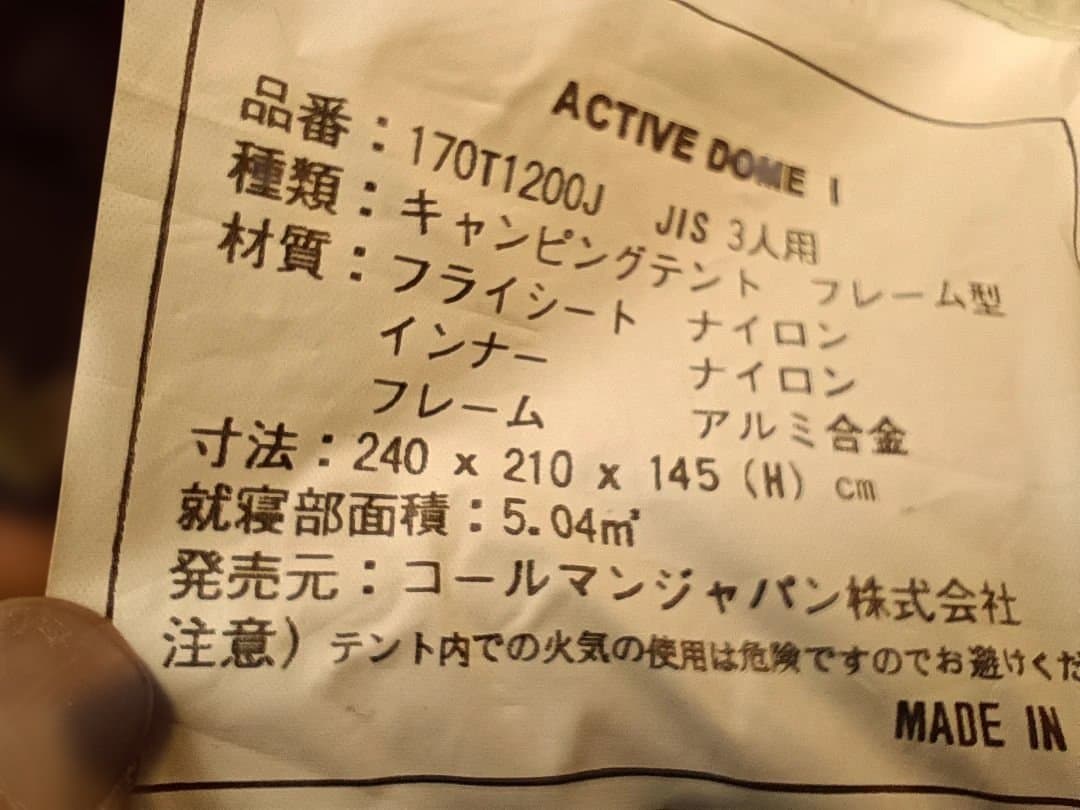 ACTIVE DOME I
品番：170T1200J JIS 3人用
種類：キャンピングテント フレーム型
材質：フライシート ナイロン
インナー ナイロン
フレーム アルミ合金
寸法：240 x 210 x 145（H）cm
就寝部面積：5.04㎡
発売元：コールマンジャパン株式会社
注意）テント内での火気の使用は危険ですのでお避けくだ
MADE IN